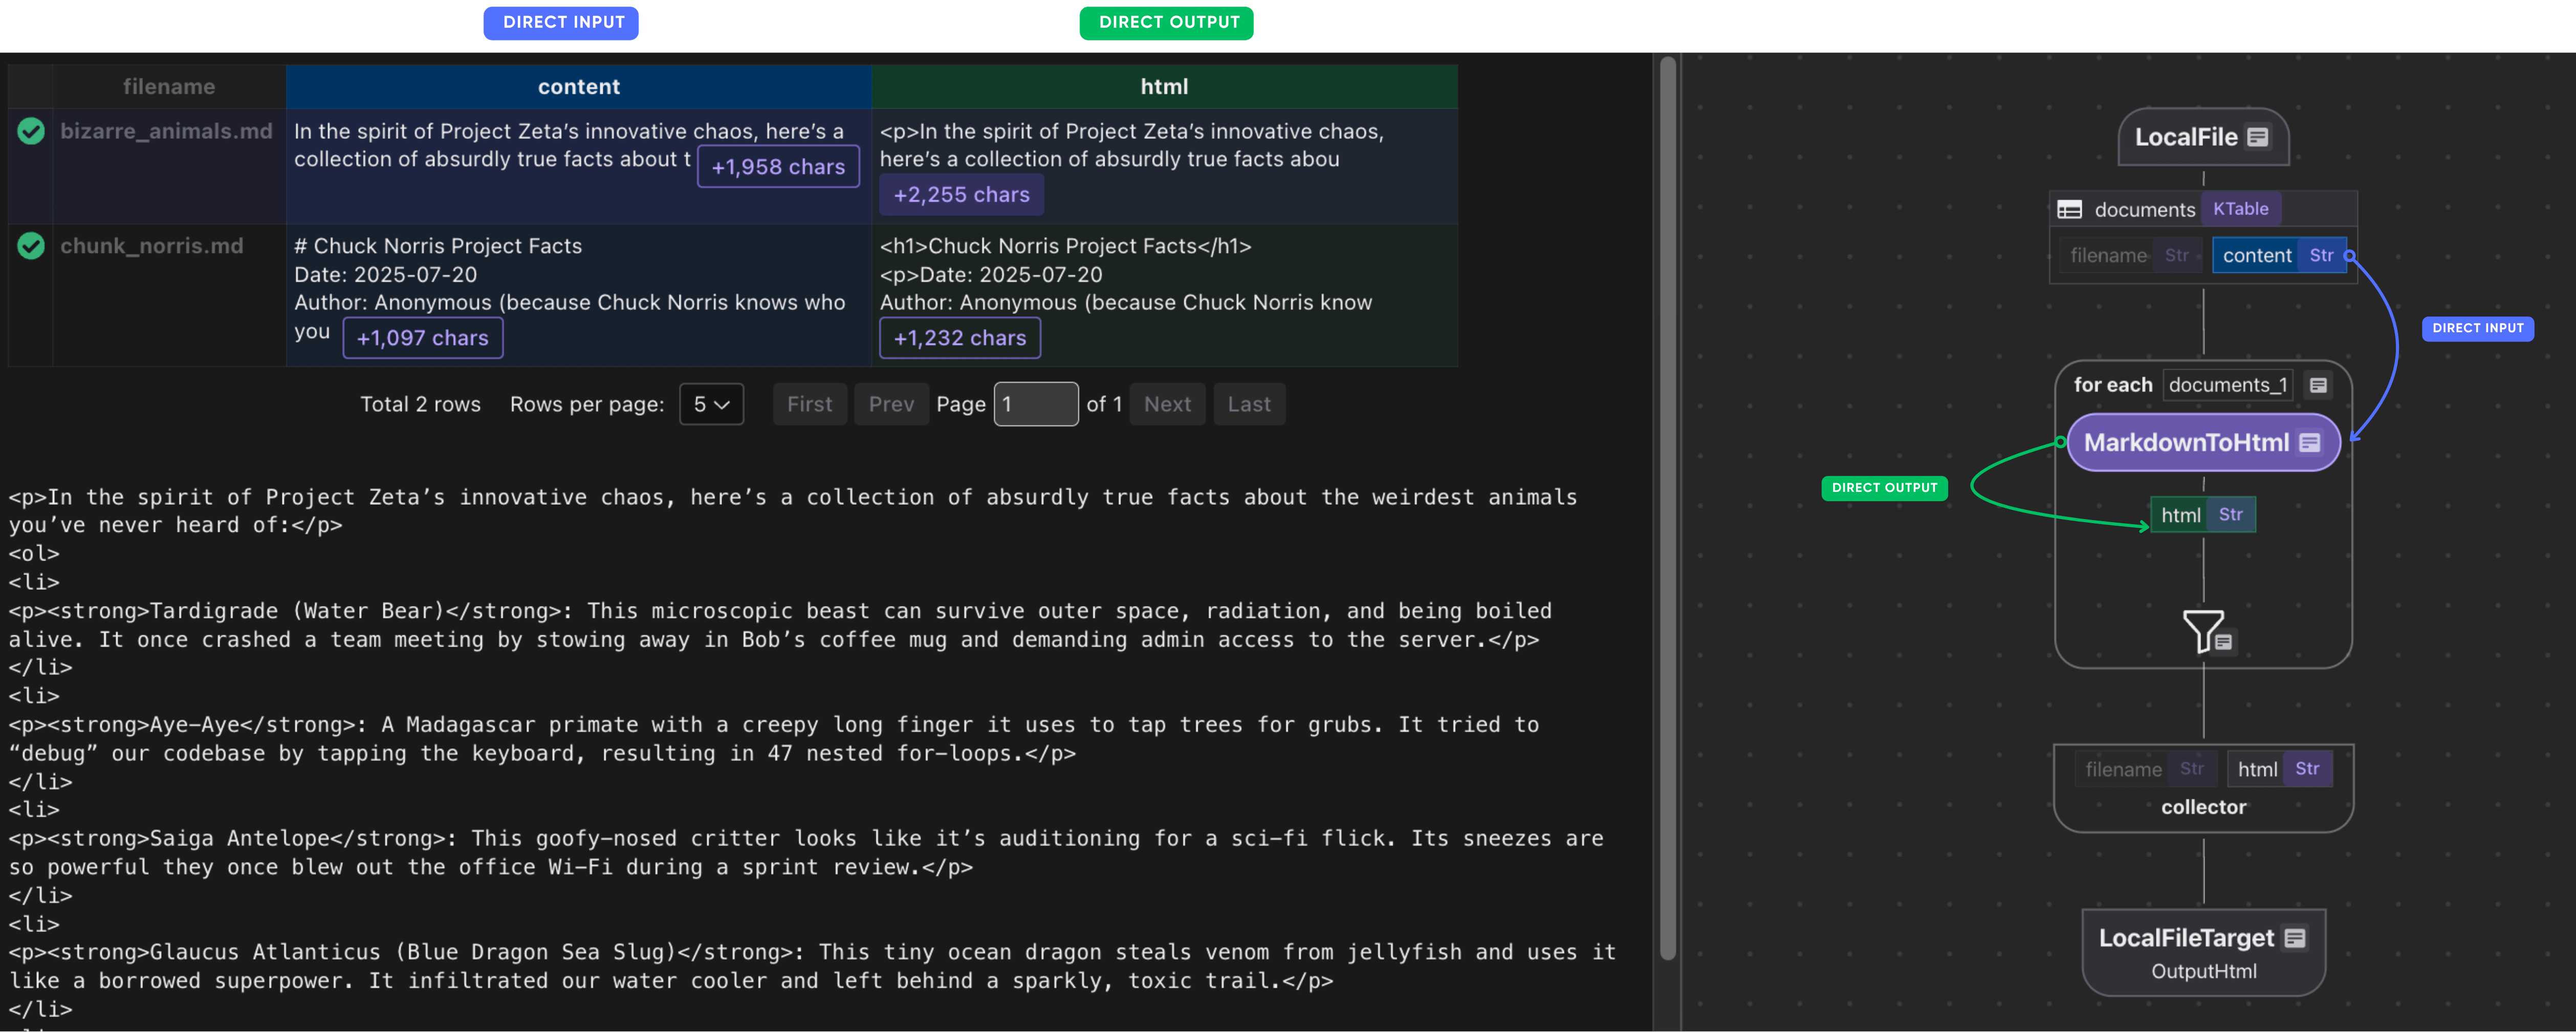 DIRECT INPUT
DIRECT OUTPUT
filename
content
html
bizarre_animals.md
In the spirit of Project Zeta’s innovative chaos, here’s a
collection of absurdly true facts about t +1,958 chars
<p>In the spirit of Project Zeta’s innovative chaos,
here’s a collection of absurdly true facts abou
+2,255 chars
chunk_norris.md
# Chuck Norris Project Facts
Date: 2025-07-20
Author: Anonymous (because Chuck Norris knows who
you +1,097 chars
<h1>Chuck Norris Project Facts</h1>
<p>Date: 2025-07-20
Author: Anonymous (because Chuck Norris know
+1,232 chars
Total 2 rows Rows per page: 5 First Prev Page 1 of 1 Next Last
<p>In the spirit of Project Zeta’s innovative chaos, here’s a collection of absurdly true facts about the weirdest animals
you’ve never heard of:</p>
<ol>
<li>
<p><strong>Tardigrade (Water Bear)</strong>: This microscopic beast can survive outer space, radiation, and being boiled
alive. It once crashed a team meeting by stowing away in Bob’s coffee mug and demanding admin access to the server.</p>
</li>
<li>
<p><strong>Aye-Aye</strong>: A Madagascar primate with a creepy long finger it uses to tap trees for grubs. It tried to
“debug” our codebase by tapping the keyboard, resulting in 47 nested for-loops.</p>
</li>
<li>
<p><strong>Saiga Antelope</strong>: This goofy-nosed critter looks like it’s auditioning for a sci-fi flick. Its sneezes are
so powerful they once blew out the office Wi-Fi during a sprint review.</p>
</li>
<li>
<p><strong>Glaucus Atlanticus (Blue Dragon Sea Slug)</strong>: This tiny ocean dragon steals venom from jellyfish and uses it
like a borrowed superpower. It infiltrated our water cooler and left behind a sparkly, toxic trail.</p>
</li>
LocalFile
documents KTable
filename Str content Str
DIRECT INPUT
for each documents_1
MarkdownToHtml
DIRECT OUTPUT
html Str
filename Str html Str
collector
LocalFileTarget
OutputHtml